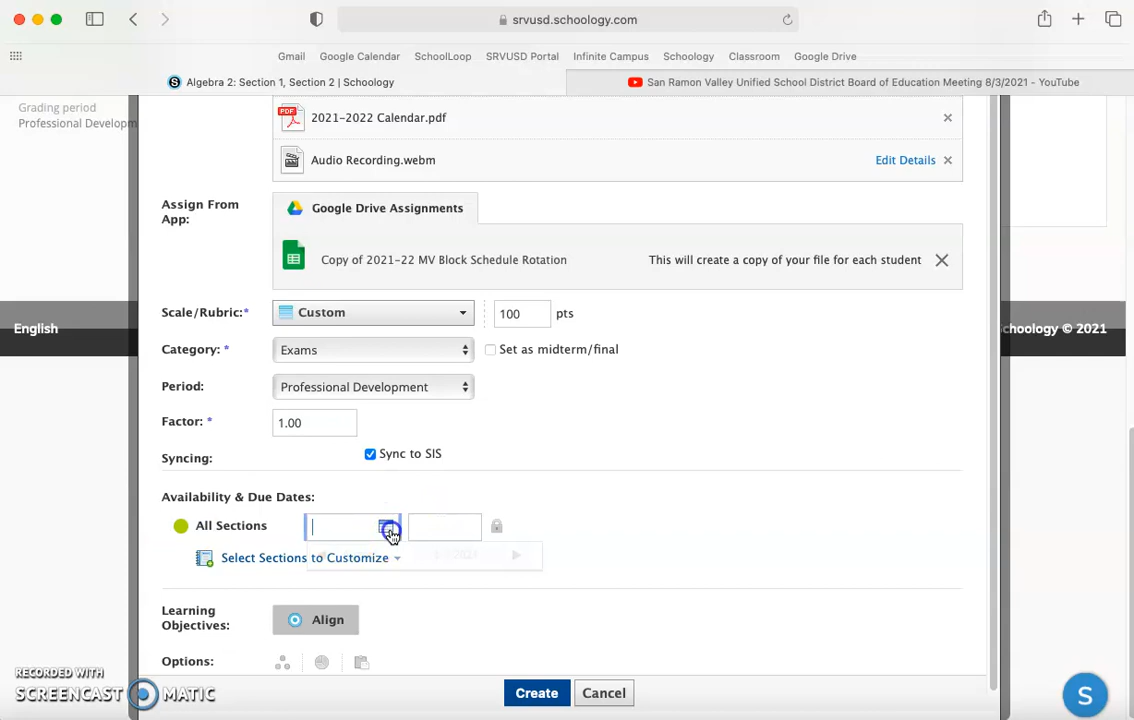 srvusd.schoology.com
Gmail Google Calendar SchoolLoop SRVUSD Portal Infinite Campus Schoology Classroom Google Drive
S Algebra 2: Section 1, Section 2 | Schoology San Ramon Valley Unified School District Board of Education Meeting 8/3/2021 - YouTube
Grading period
Professional Developm
PDF 2021-2022 Calendar.pdf
Audio Recording.webm Edit Details
Assign From App:
Google Drive Assignments
Copy of 2021-22 MV Block Schedule Rotation This will create a copy of your file for each student
English
Schoology © 2021
Scale/Rubric:* Custom 100 pts
Category: * Exams Set as midterm/final
Period: Professional Development
Factor: * 1.00
Syncing: Sync to SIS
Availability & Due Dates:
All Sections
Select Sections to Customize
Learning Objectives: Align
Options:
RECORDED WITH
SCREENCAST MATIC
Create Cancel
S